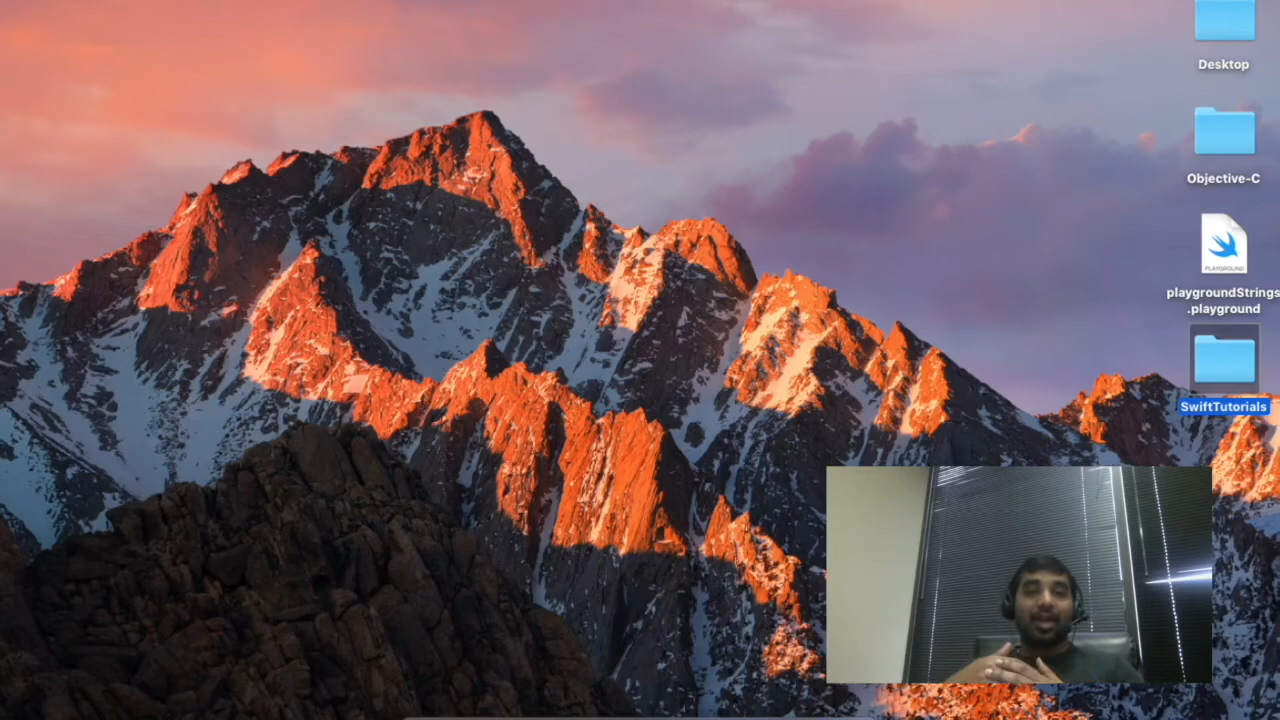 Desktop
Objective-C
PLAYGROUND
playgroundStrings
.playground
SwiftTutorials